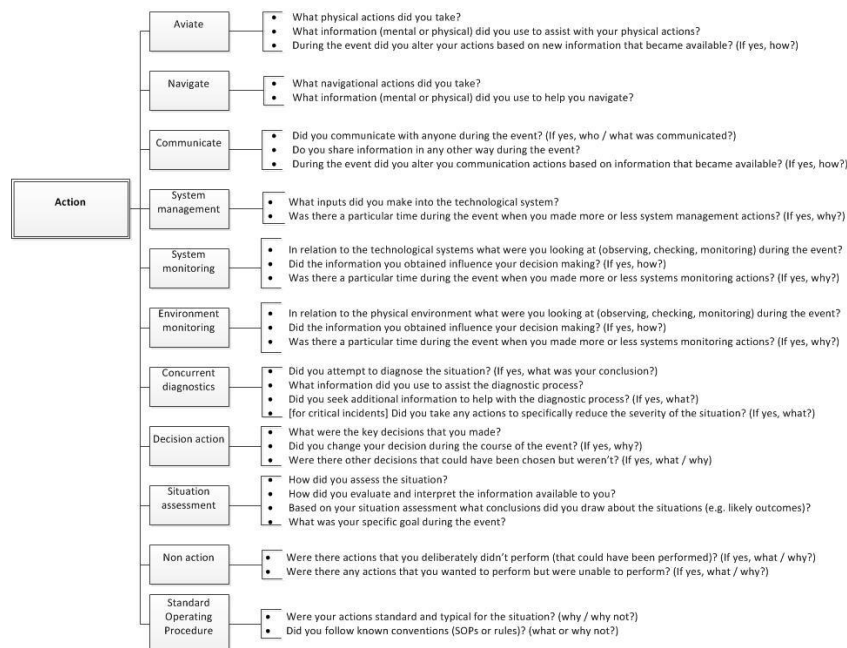 Aviate
• What physical actions did you take?
• What information (mental or physical) did you use to assist with your physical actions?
• During the event did you alter your actions based on new information that became available? (If yes, how?)
Navigate
• What navigational actions did you take?
• What information (mental or physical) did you use to help you navigate?
Communicate
• Did you communicate with anyone during the event? (If yes, who / what was communicated?)
• Do you share information in any other way during the event?
• During the event did you alter you communication actions based on information that became available? (If yes, how?)
Action
System
management
• What inputs did you make into the technological system?
• Was there a particular time during the event when you made more or less system management actions? (If yes, why?)
System
monitoring
• In relation to the technological systems what were you looking at (observing, checking, monitoring) during the event?
• Did the information you obtained influence your decision making? (If yes, how?)
• Was there a particular time during the event when you made more or less systems monitoring actions? (If yes, why?)
Environment
monitoring
• In relation to the physical environment what were you looking at (observing, checking, monitoring) during the event?
• Did the information you obtained influence your decision making? (If yes, how?)
• Was there a particular time during the event when you made more or less systems monitoring actions? (If yes, why?)
Concurrent
diagnostics
• Did you attempt to diagnose the situation? (If yes, what was your conclusion?)
• What information did you use to assist the diagnostic process?
• Did you seek additional information to help with the diagnostic process? (If yes, what?)
• [for critical incidents] Did you take any actions to specifically reduce the severity of the situation? (If yes, what?)
Decision action
• What were the key decisions that you made?
• Did you change your decision during the course of the event? (If yes, why?)
• Were there other decisions that could have been chosen but weren't? (If yes, what / why)
Situation
assessment
• How did you assess the situation?
• How did you evaluate and interpret the information available to you?
• Based on your situation assessment what conclusions did you draw about the situations (e.g. likely outcomes)?
• What was your specific goal during the event?
Non action
• Were there actions that you deliberately didn't perform (that could have been performed)? (If yes, what / why?)
• Were there any actions that you wanted to perform but were unable to perform? (If yes, what / why?)
Standard
Operating
Procedure
• Were your actions standard and typical for the situation? (why / why not?)
• Did you follow known conventions (SOPs or rules)? (what or why not?)